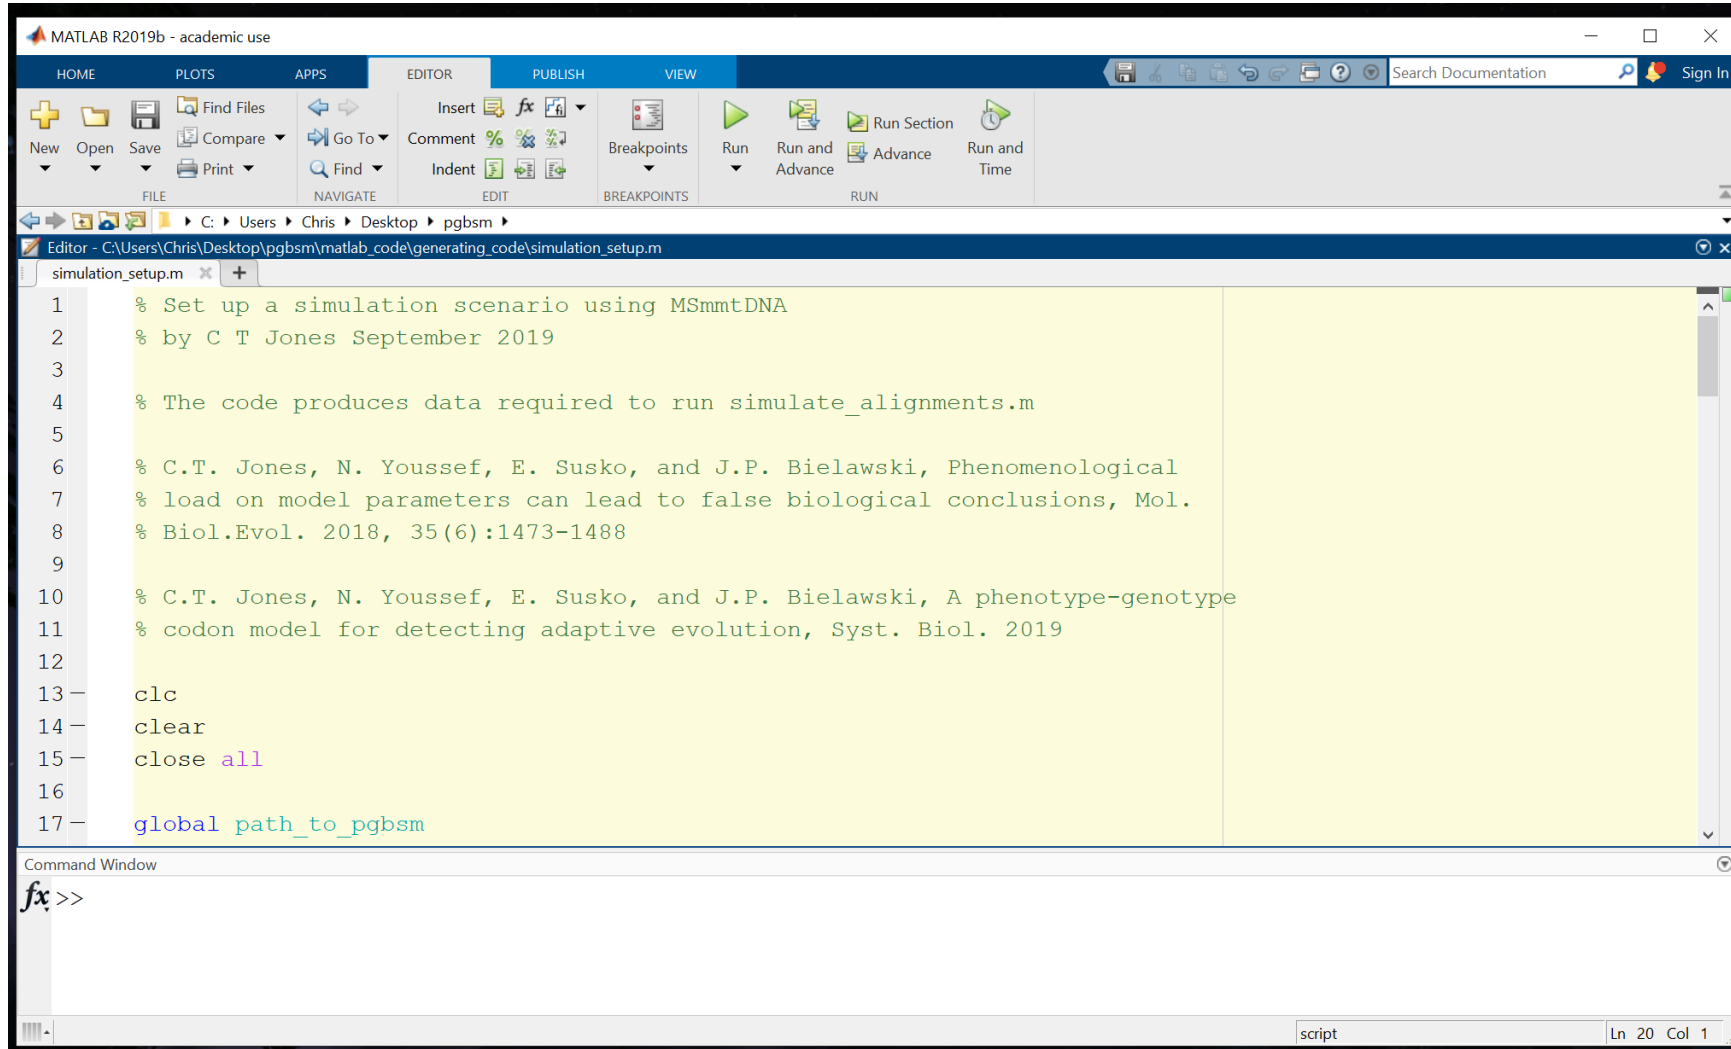 MATLAB R2019b - academic use
HOME PLOTS APPS EDITOR PUBLISH VIEW Search Documentation Sign In
New Open Save Find Files Compare Print FILE
Go To Find NAVIGATE
Insert fx Comment Indent EDIT
Breakpoints BREAKPOINTS
Run Run and Advance Run Section Advance Run and Time RUN
C: Users Chris Desktop pgbsm
Editor - C:\Users\Chris\Desktop\pgbsm\matlab_code\generating_code\simulation_setup.m
simulation_setup.m
1 % Set up a simulation scenario using MSmmtDNA
2 % by C T Jones September 2019
3
4 % The code produces data required to run simulate_alignments.m
5
6 % C.T. Jones, N. Youssef, E. Susko, and J.P. Bielawski, Phenomenological
7 % load on model parameters can lead to false biological conclusions, Mol.
8 % Biol.Evol. 2018, 35(6):1473-1488
9
10 % C.T. Jones, N. Youssef, E. Susko, and J.P. Bielawski, A phenotype-genotype
11 % codon model for detecting adaptive evolution, Syst. Biol. 2019
12
13 - clc
14 - clear
15 - close all
16
17 - global path_to_pgbsm
Command Window
fx >>
script Ln 20 Col 1